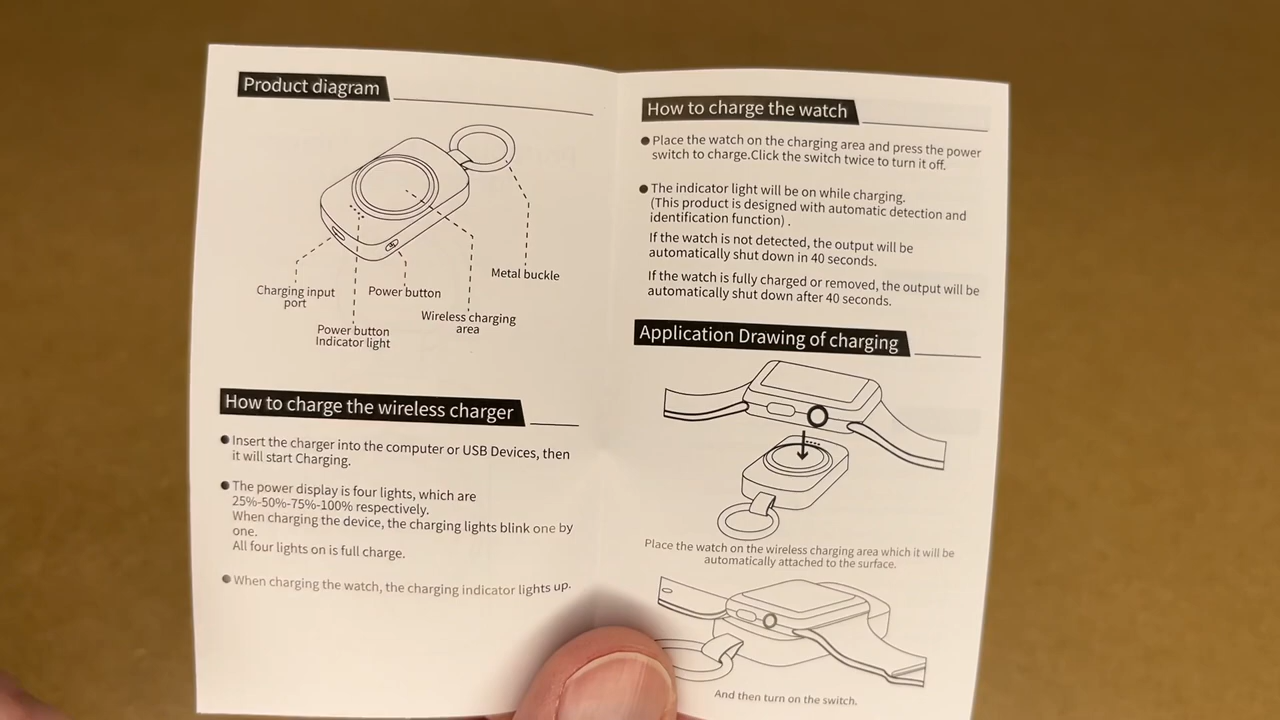 Product diagram
Metal buckle
Charging input
port
Power button
Wireless charging
area
Power button
Indicator light
How to charge the wireless charger
●Insert the charger into the computer or USB Devices, then
it will start Charging.
●The power display is four lights, which are
25%-50%-75%-100% respectively.
When charging the device, the charging lights blink one by
one.
All four lights on is full charge.
●When charging the watch, the charging indicator lights up.
How to charge the watch
●Place the watch on the charging area and press the power
switch to charge.Click the switch twice to turn it off.
●The indicator light will be on while charging.
(This product is designed with automatic detection and
identification function) .
If the watch is not detected, the output will be
automatically shut down in 40 seconds.
If the watch is fully charged or removed, the output will be
automatically shut down after 40 seconds.
Application Drawing of charging
Place the watch on the wireless charging area which it will be
automatically attached to the surface.
And then turn on the switch.